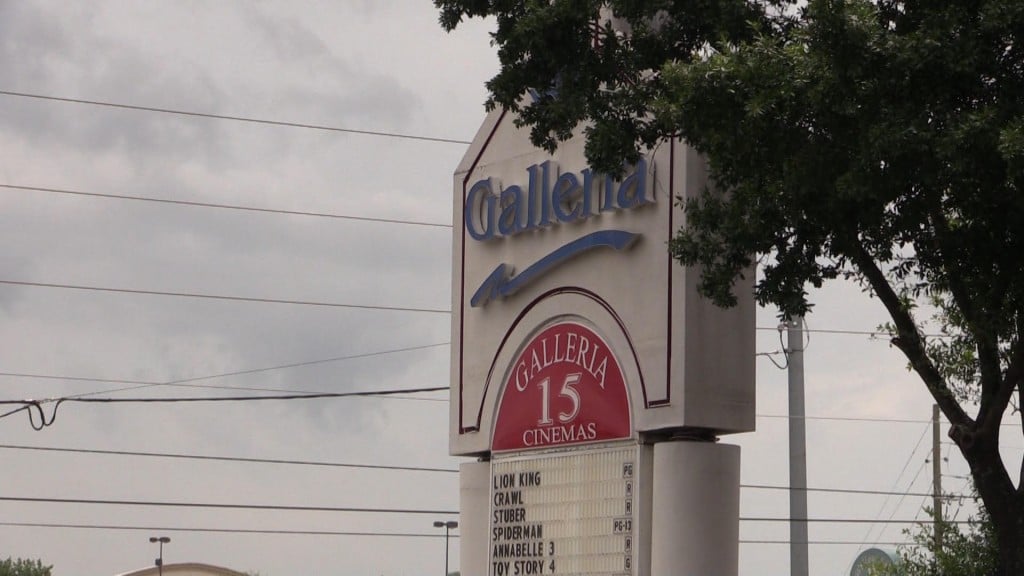 Galleria
GALLERIA
15
CINEMAS
LION KING PG
CRAWL R
STUBER R
SPIDERMAN PG-13
ANNABELLE 3 R
TOY STORY 4 G